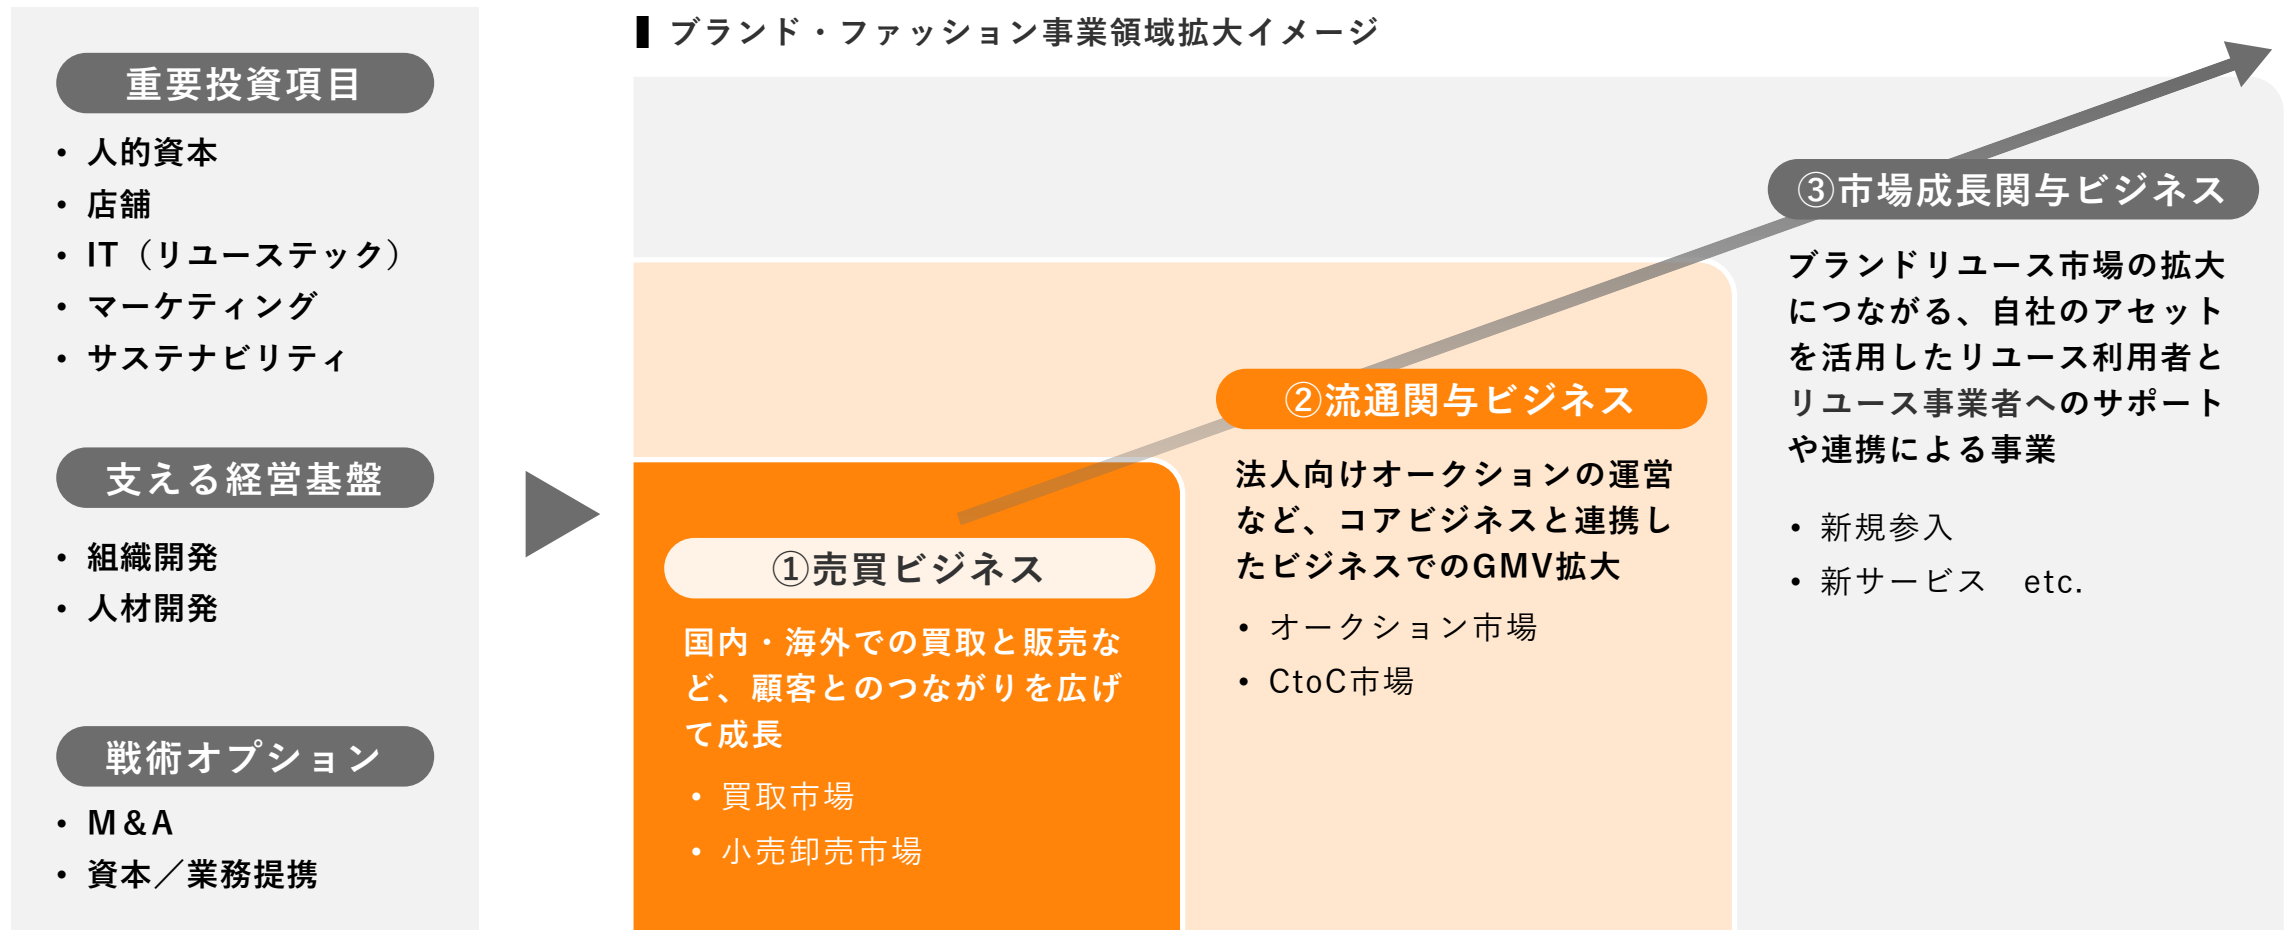 重要投資項目
• 人的資本
• 店舗
• IT（リユーステック）
• マーケティング
• サステナビリティ
支える経営基盤
• 組織開発
• 人材開発
戦術オプション
• M＆A
• 資本／業務提携
ブランド・ファッション事業領域拡大イメージ
①売買ビジネス
国内・海外での買取と販売な
ど、顧客とのつながりを広げ
て成長
• 買取市場
• 小売卸売市場
②流通関与ビジネス
法人向けオークションの運営
など、コアビジネスと連携し
たビジネスでのGMV拡大
• オークション市場
• CtoC市場
③市場成長関与ビジネス
ブランドリユース市場の拡大
につながる、自社のアセット
を活用したリユース利用者と
リユース事業者へのサポート
や連携による事業
• 新規参入
• 新サービス　etc.